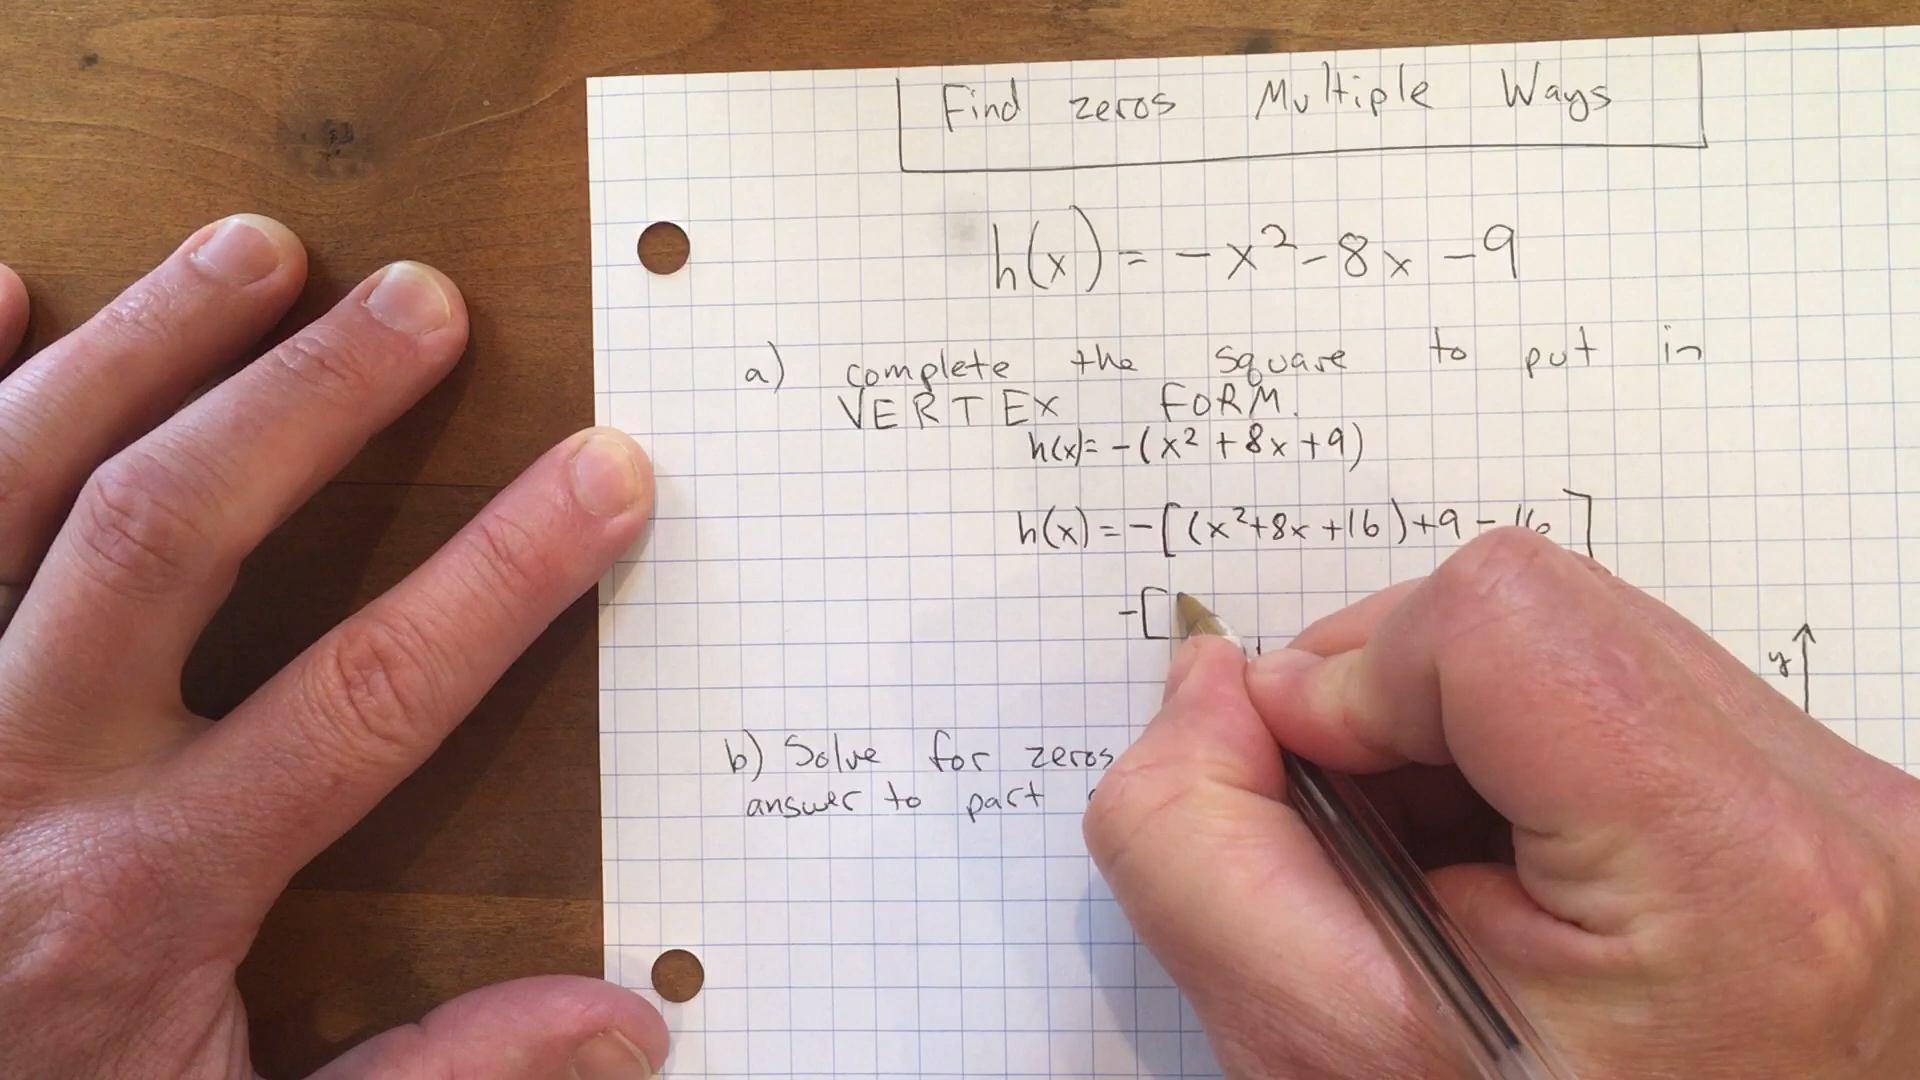 Find zeros Multiple Ways
h(x) = -x² - 8x - 9
a) complete the square to put in
VERTEX FORM.
h(x)= -(x² + 8x + 9)
h(x) = -[(x²+8x+16)+9-16]
-[
y
b) Solve for zeros
answer to part